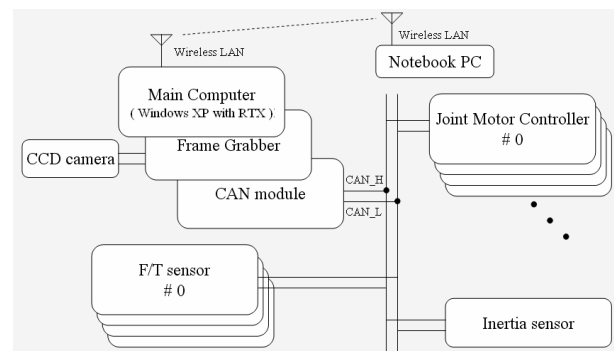 Wireless LAN
Wireless LAN
Notebook PC
Main Computer
( Windows XP with RTX )
Frame Grabber
CCD camera
CAN module
CAN_H
CAN_L
Joint Motor Controller
# 0
F/T sensor
# 0
Inertia sensor